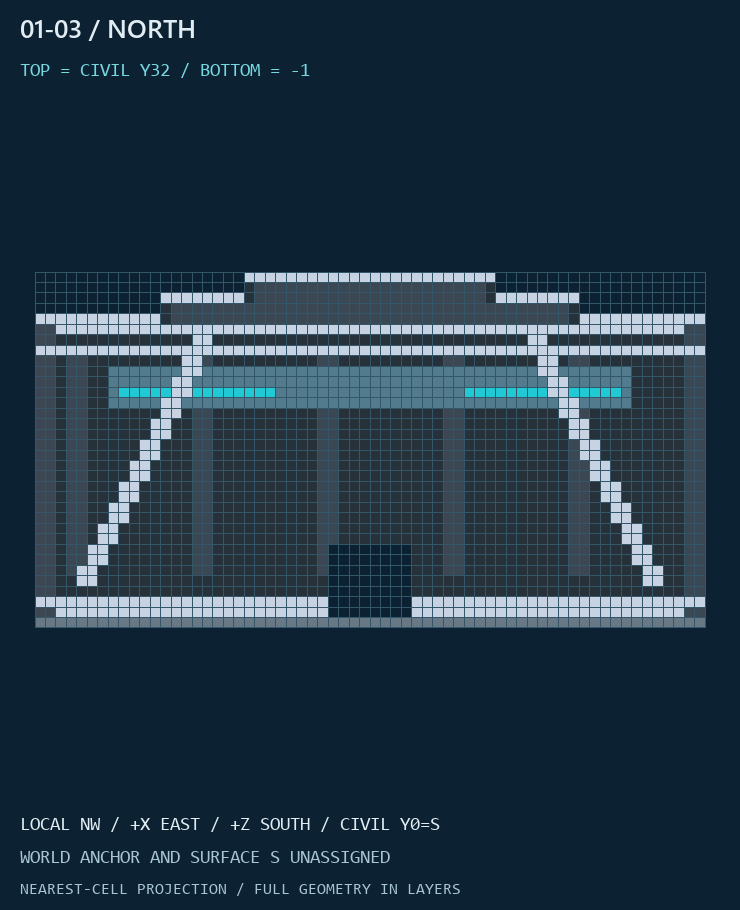 01-03 / NORTH
TOP = CIVIL Y32 / BOTTOM = -1
LOCAL NW / +X EAST / +Z SOUTH / CIVIL Y0=S
WORLD ANCHOR AND SURFACE S UNASSIGNED
NEAREST-CELL PROJECTION / FULL GEOMETRY IN LAYERS